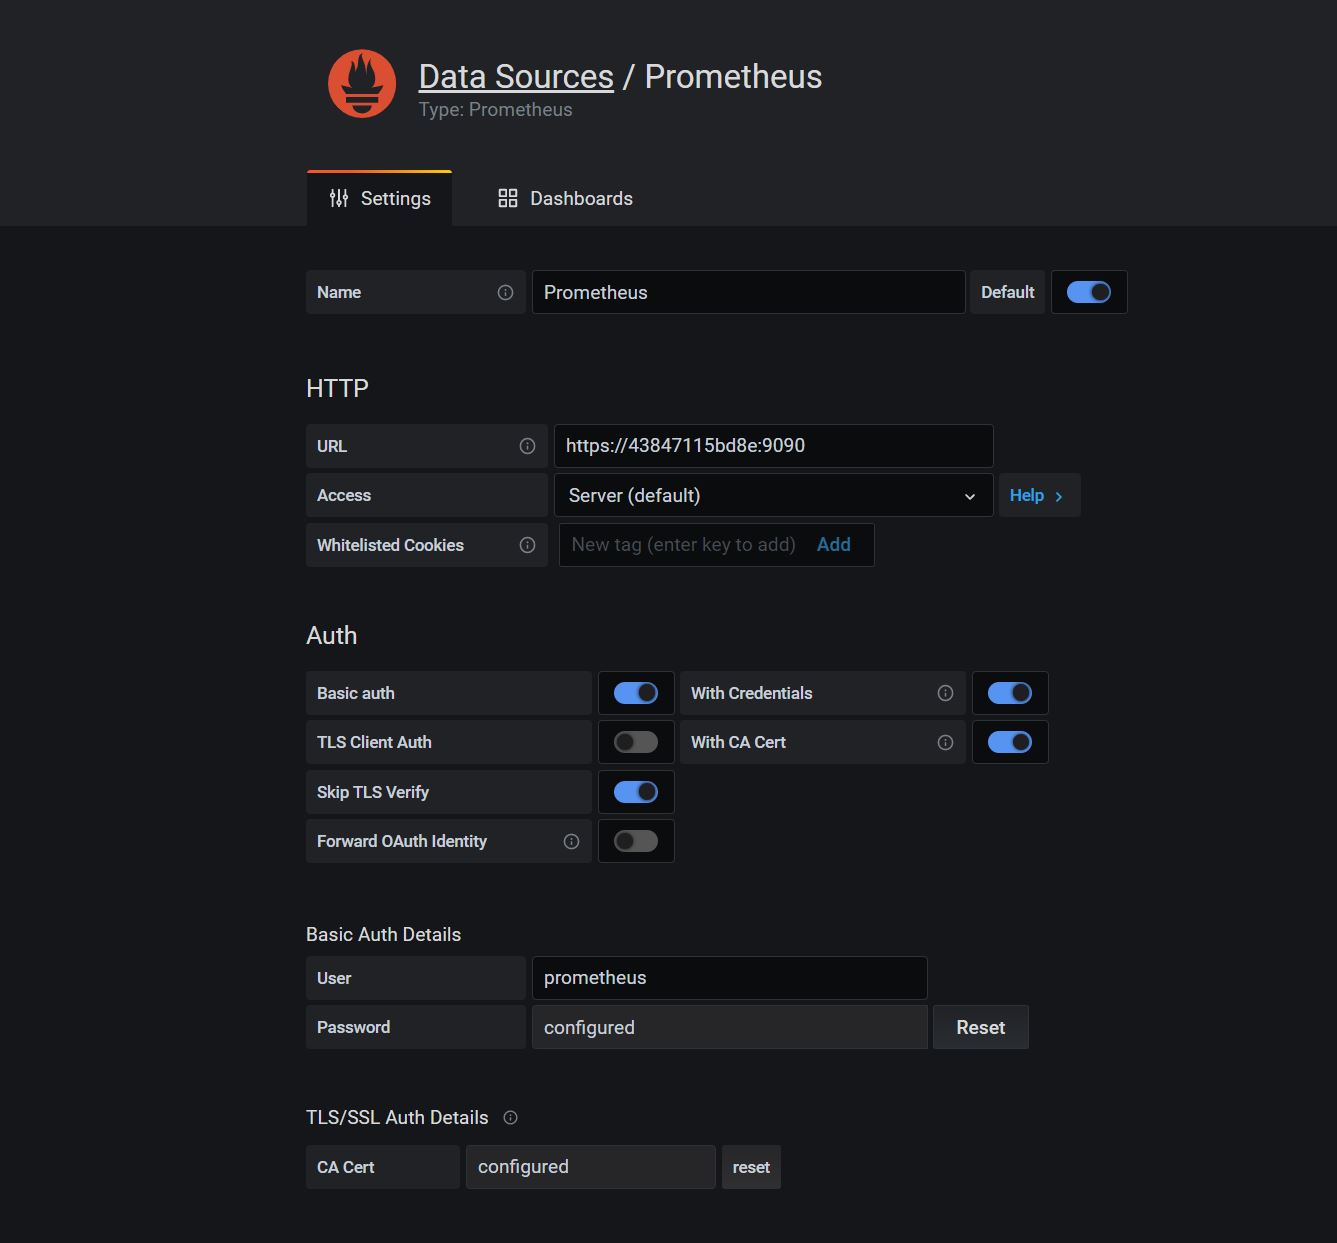 Data Sources / Prometheus
Type: Prometheus
Settings
Dashboards
Name
Prometheus
Default
HTTP
URL
https://43847115bd8e:9090
Access
Server (default)
Help
Whitelisted Cookies
New tag (enter key to add)
Add
Auth
Basic auth
With Credentials
TLS Client Auth
With CA Cert
Skip TLS Verify
Forward OAuth Identity
Basic Auth Details
User
prometheus
Password
configured
Reset
TLS/SSL Auth Details
CA Cert
configured
reset